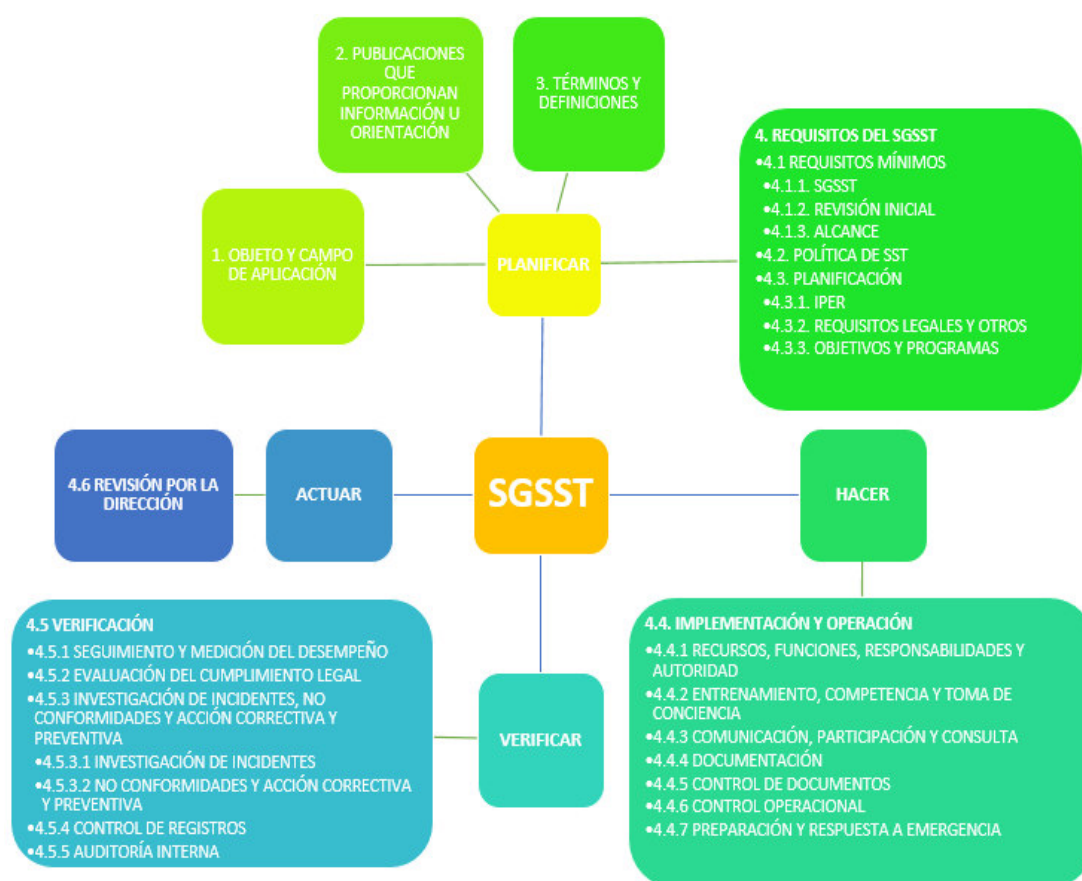 2. PUBLICACIONES
QUE
PROPORCIONAN
INFORMACIÓN U
ORIENTACIÓN
3. TÉRMINOS Y
DEFINICIONES
1. OBJETO Y CAMPO
DE APLICACIÓN
PLANIFICAR
4. REQUISITOS DEL SGSST
•4.1 REQUISITOS MÍNIMOS
•4.1.1. SGSST
•4.1.2. REVISIÓN INICIAL
•4.1.3. ALCANCE
•4.2. POLÍTICA DE SST
•4.3. PLANIFICACIÓN
•4.3.1. IPER
•4.3.2. REQUISITOS LEGALES Y OTROS
•4.3.3. OBJETIVOS Y PROGRAMAS
4.6 REVISIÓN POR LA
DIRECCIÓN
ACTUAR
SGSST
HACER
4.5 VERIFICACIÓN
•4.5.1 SEGUIMIENTO Y MEDICIÓN DEL DESEMPEÑO
•4.5.2 EVALUACIÓN DEL CUMPLIMIENTO LEGAL
•4.5.3 INVESTIGACIÓN DE INCIDENTES, NO
CONFORMIDADES Y ACCIÓN CORRECTIVA Y
PREVENTIVA
•4.5.3.1 INVESTIGACIÓN DE INCIDENTES
•4.5.3.2 NO CONFORMIDADES Y ACCIÓN CORRECTIVA
Y PREVENTIVA
•4.5.4 CONTROL DE REGISTROS
•4.5.5 AUDITORÍA INTERNA
VERIFICAR
4.4. IMPLEMENTACIÓN Y OPERACIÓN
•4.4.1 RECURSOS, FUNCIONES, RESPONSABILIDADES Y
AUTORIDAD
•4.4.2 ENTRENAMIENTO, COMPETENCIA Y TOMA DE
CONCIENCIA
•4.4.3 COMUNICACIÓN, PARTICIPACIÓN Y CONSULTA
•4.4.4 DOCUMENTACIÓN
•4.4.5 CONTROL DE DOCUMENTOS
•4.4.6 CONTROL OPERACIONAL
•4.4.7 PREPARACIÓN Y RESPUESTA A EMERGENCIA